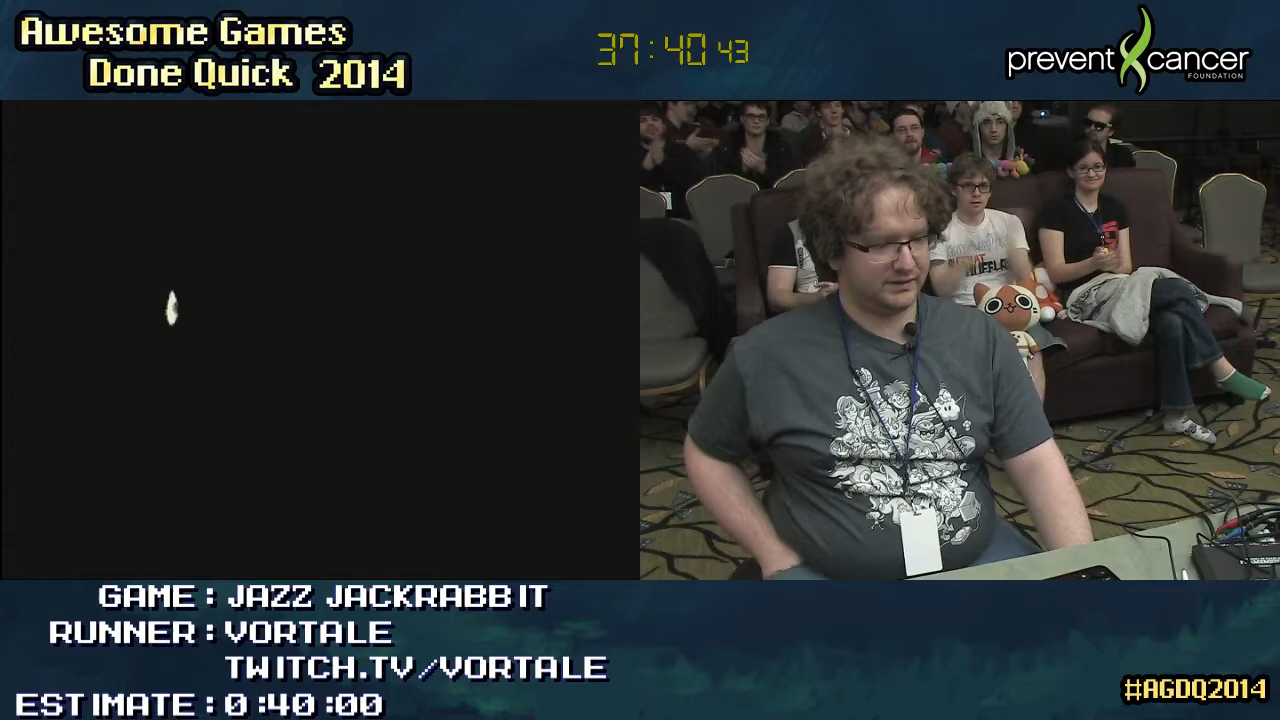 Awesome Games
Done Quick 2014
37:40 43
prevent cancer
FOUNDATION
GAME : JAZZ JACKRABBIT
RUNNER : VORTALE
TWITCH.TV/VORTALE
ESTIMATE : 0:40:00
#AGDQ2014